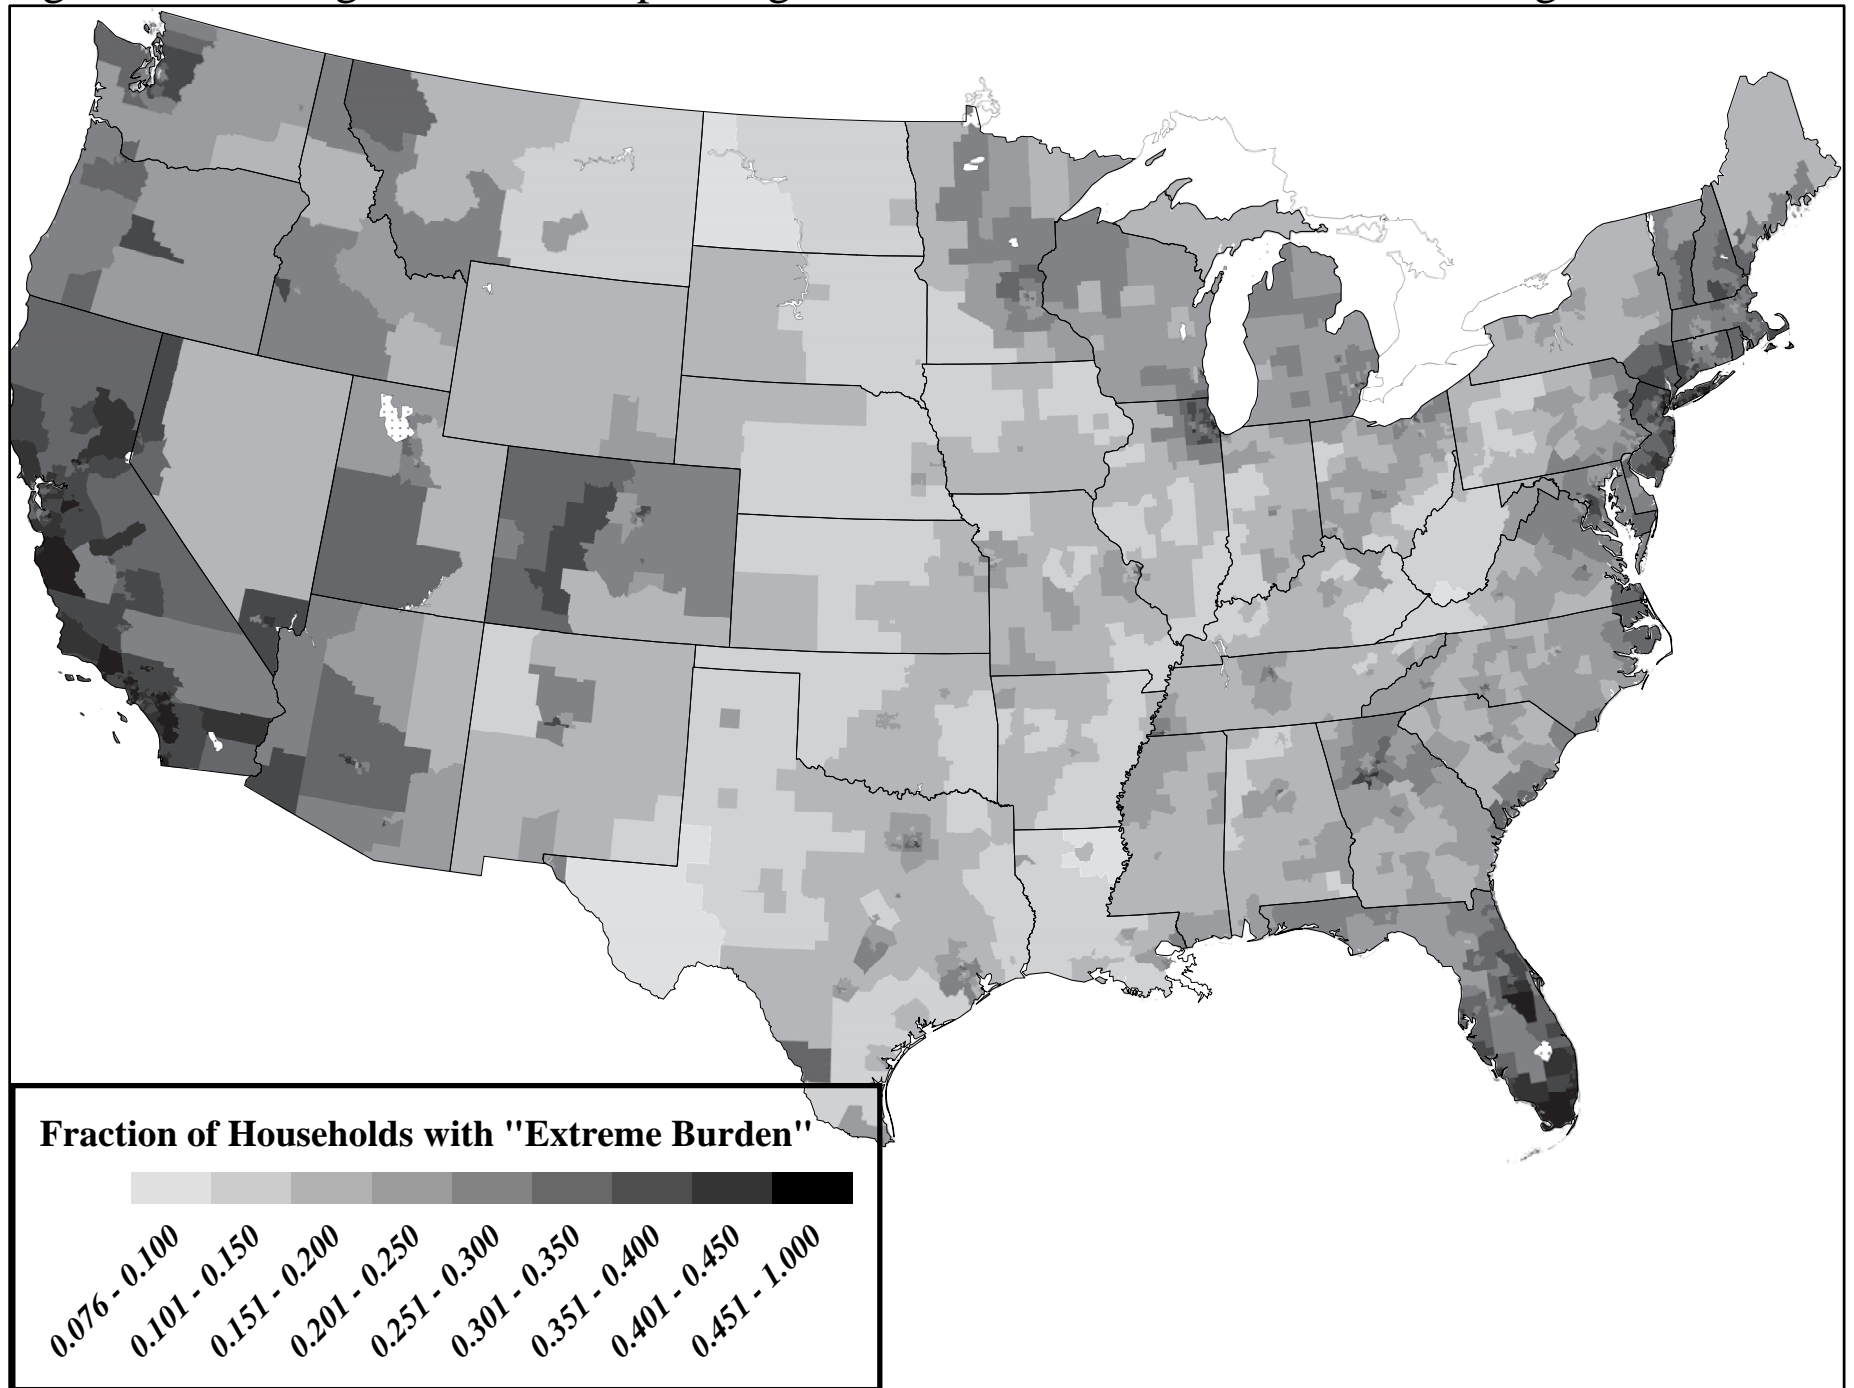 Fraction of Households with "Extreme Burden"
0.076 - 0.100
0.101 - 0.150
0.151 - 0.200
0.201 - 0.250
0.251 - 0.300
0.301 - 0.350
0.351 - 0.400
0.401 - 0.450
0.451 - 1.000